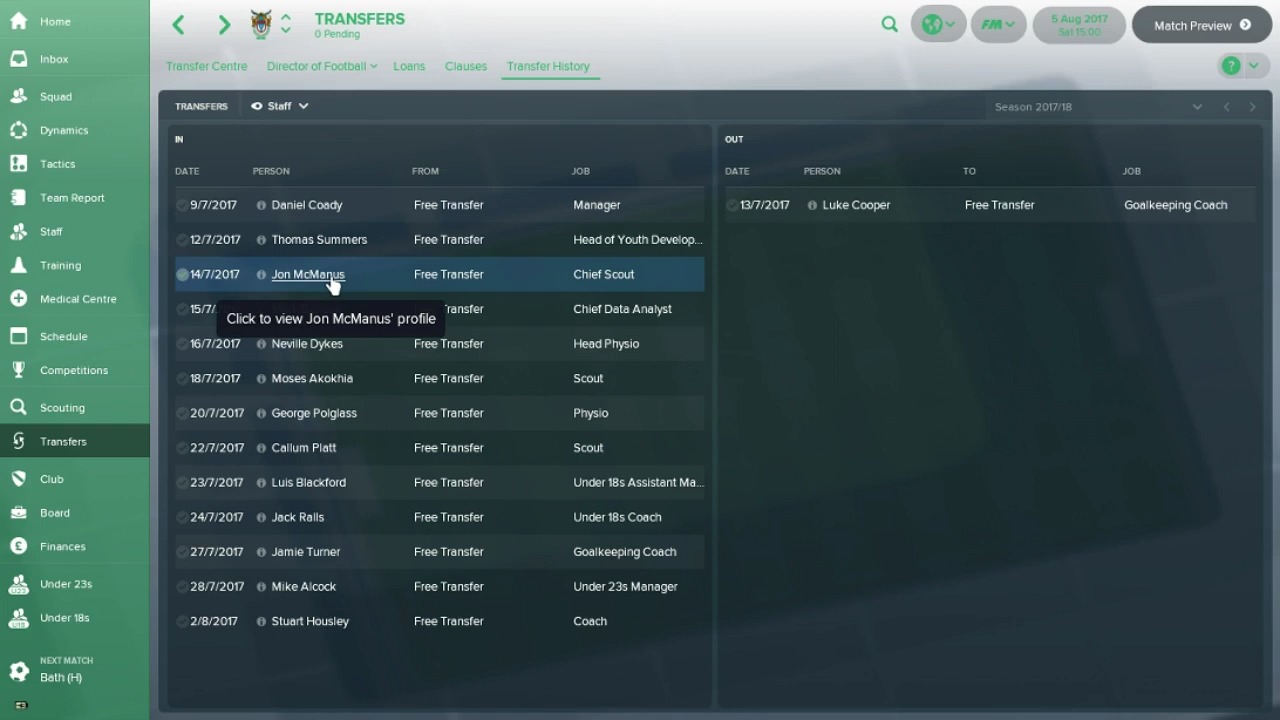 Home
Inbox
Squad
Dynamics
Tactics
Team Report
Staff
Training
Medical Centre
Schedule
Competitions
Scouting
Transfers
Club
Board
Finances
Under 23s
Under 18s
NEXT MATCH
Bath (H)
TRANSFERS
0 Pending
FM
5 Aug 2017
Sat 15:00
Match Preview
Transfer Centre Director of Football Loans Clauses Transfer History
?
TRANSFERS Staff Season 2017/18
IN
DATE PERSON FROM JOB
9/7/2017 Daniel Coady Free Transfer Manager
12/7/2017 Thomas Summers Free Transfer Head of Youth Develop...
14/7/2017 Jon McManus Free Transfer Chief Scout
15/7/ ransfer Chief Data Analyst
Click to view Jon McManus' profile
16/7/2017 Neville Dykes Free Transfer Head Physio
18/7/2017 Moses Akokhia Free Transfer Scout
20/7/2017 George Polglass Free Transfer Physio
22/7/2017 Callum Platt Free Transfer Scout
23/7/2017 Luis Blackford Free Transfer Under 18s Assistant Ma...
24/7/2017 Jack Ralls Free Transfer Under 18s Coach
27/7/2017 Jamie Turner Free Transfer Goalkeeping Coach
28/7/2017 Mike Alcock Free Transfer Under 23s Manager
2/8/2017 Stuart Housley Free Transfer Coach
OUT
DATE PERSON TO JOB
13/7/2017 Luke Cooper Free Transfer Goalkeeping Coach